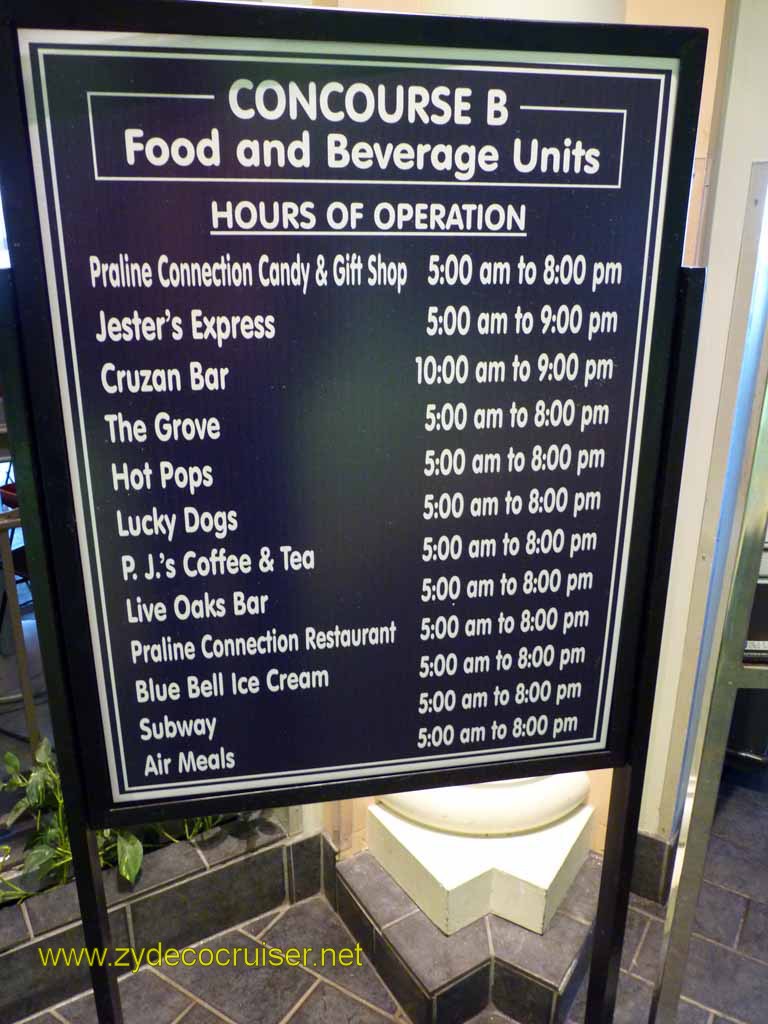 CONCOURSE B
Food and Beverage Units
HOURS OF OPERATION
Praline Connection Candy & Gift Shop 5:00 am to 8:00 pm
Jester's Express 5:00 am to 9:00 pm
Cruzan Bar 10:00 am to 9:00 pm
The Grove 5:00 am to 8:00 pm
Hot Pops 5:00 am to 8:00 pm
Lucky Dogs 5:00 am to 8:00 pm
P. J.'s Coffee & Tea 5:00 am to 8:00 pm
Live Oaks Bar 5:00 am to 8:00 pm
Praline Connection Restaurant 5:00 am to 8:00 pm
Blue Bell Ice Cream 5:00 am to 8:00 pm
Subway 5:00 am to 8:00 pm
Air Meals 5:00 am to 8:00 pm
www.zydecocruiser.net